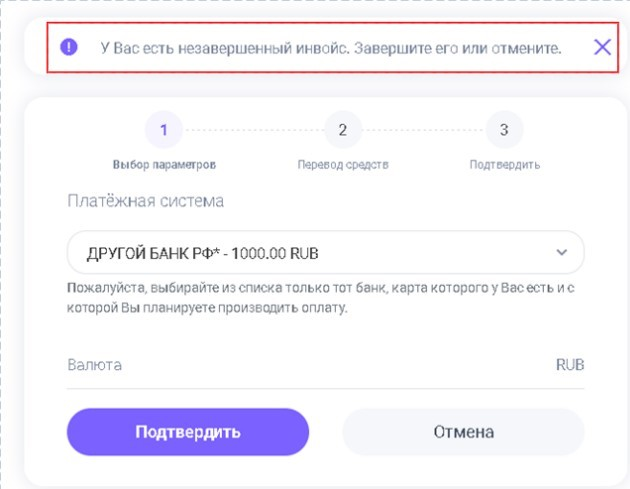 У Вас есть незавершенный инвойс. Завершите его или отмените.
1
2
3
Выбор параметров
Перевод средств
Подтвердить
Платёжная система
ДРУГОЙ БАНК РФ* - 1000.00 RUB
Пожалуйста, выбирайте из списка только тот банк, карта которого у Вас есть и с
которой Вы планируете производить оплату.
Валюта
RUB
Подтвердить
Отмена